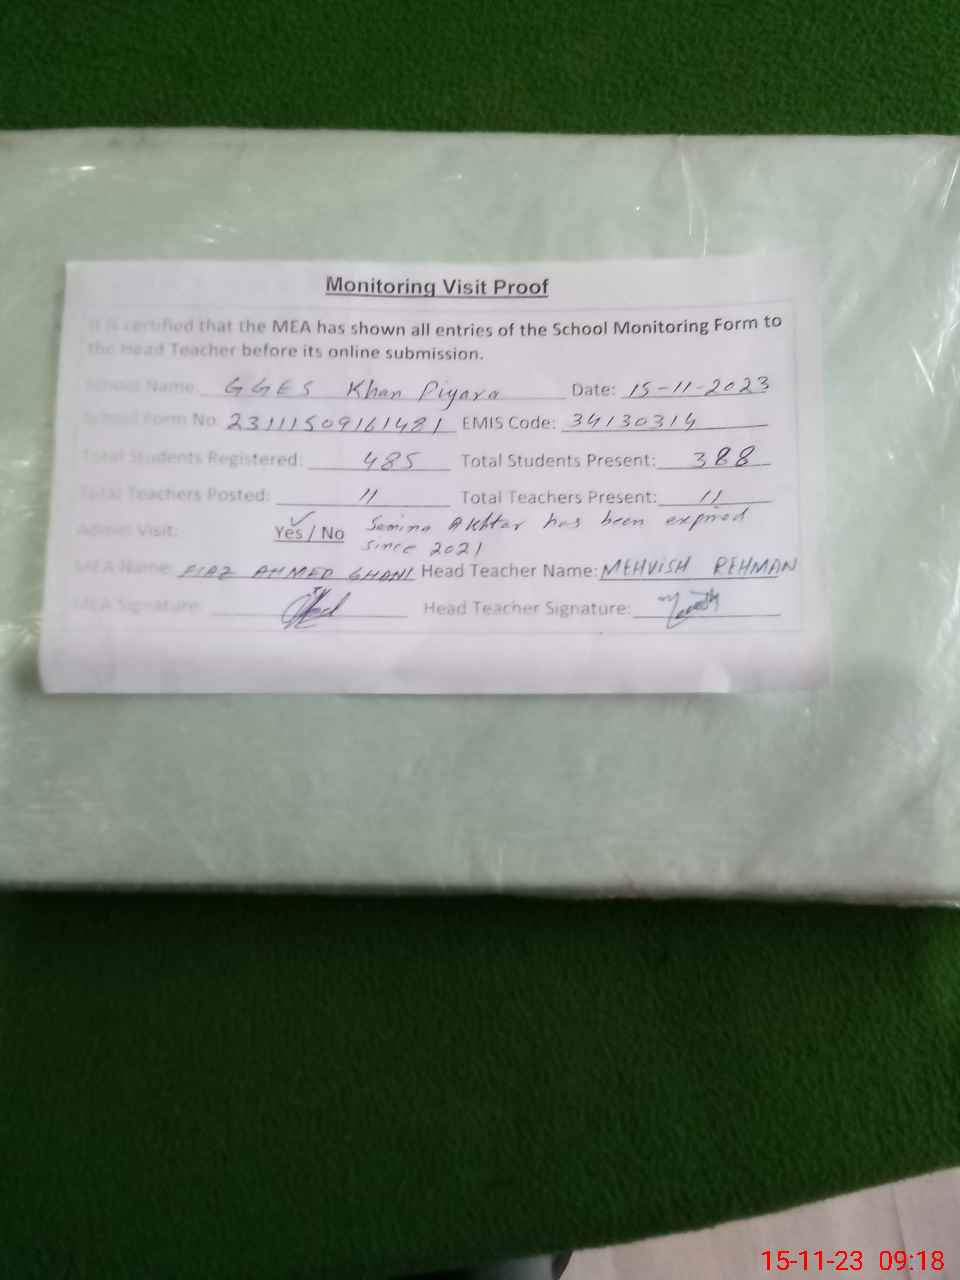 Monitoring Visit Proof
It is certified that the MEA has shown all entries of the School Monitoring Form to
the Head Teacher before its online submission.
School Name: GGES Khan Piyara Date: 15-11-2023
School Form No. 23111509161481 EMIS Code: 34130314
Total Students Registered: 485 Total Students Present: 388
Total Teachers Posted: 11 Total Teachers Present: 11
Admin Visit: Yes / No Samina Akhtar has been expried
since 2021
MEA Name: FIAZ AHMED GHANI Head Teacher Name: MEHVISH REHMAN
MEA Signature: Head Teacher Signature:
15-11-23 09:18